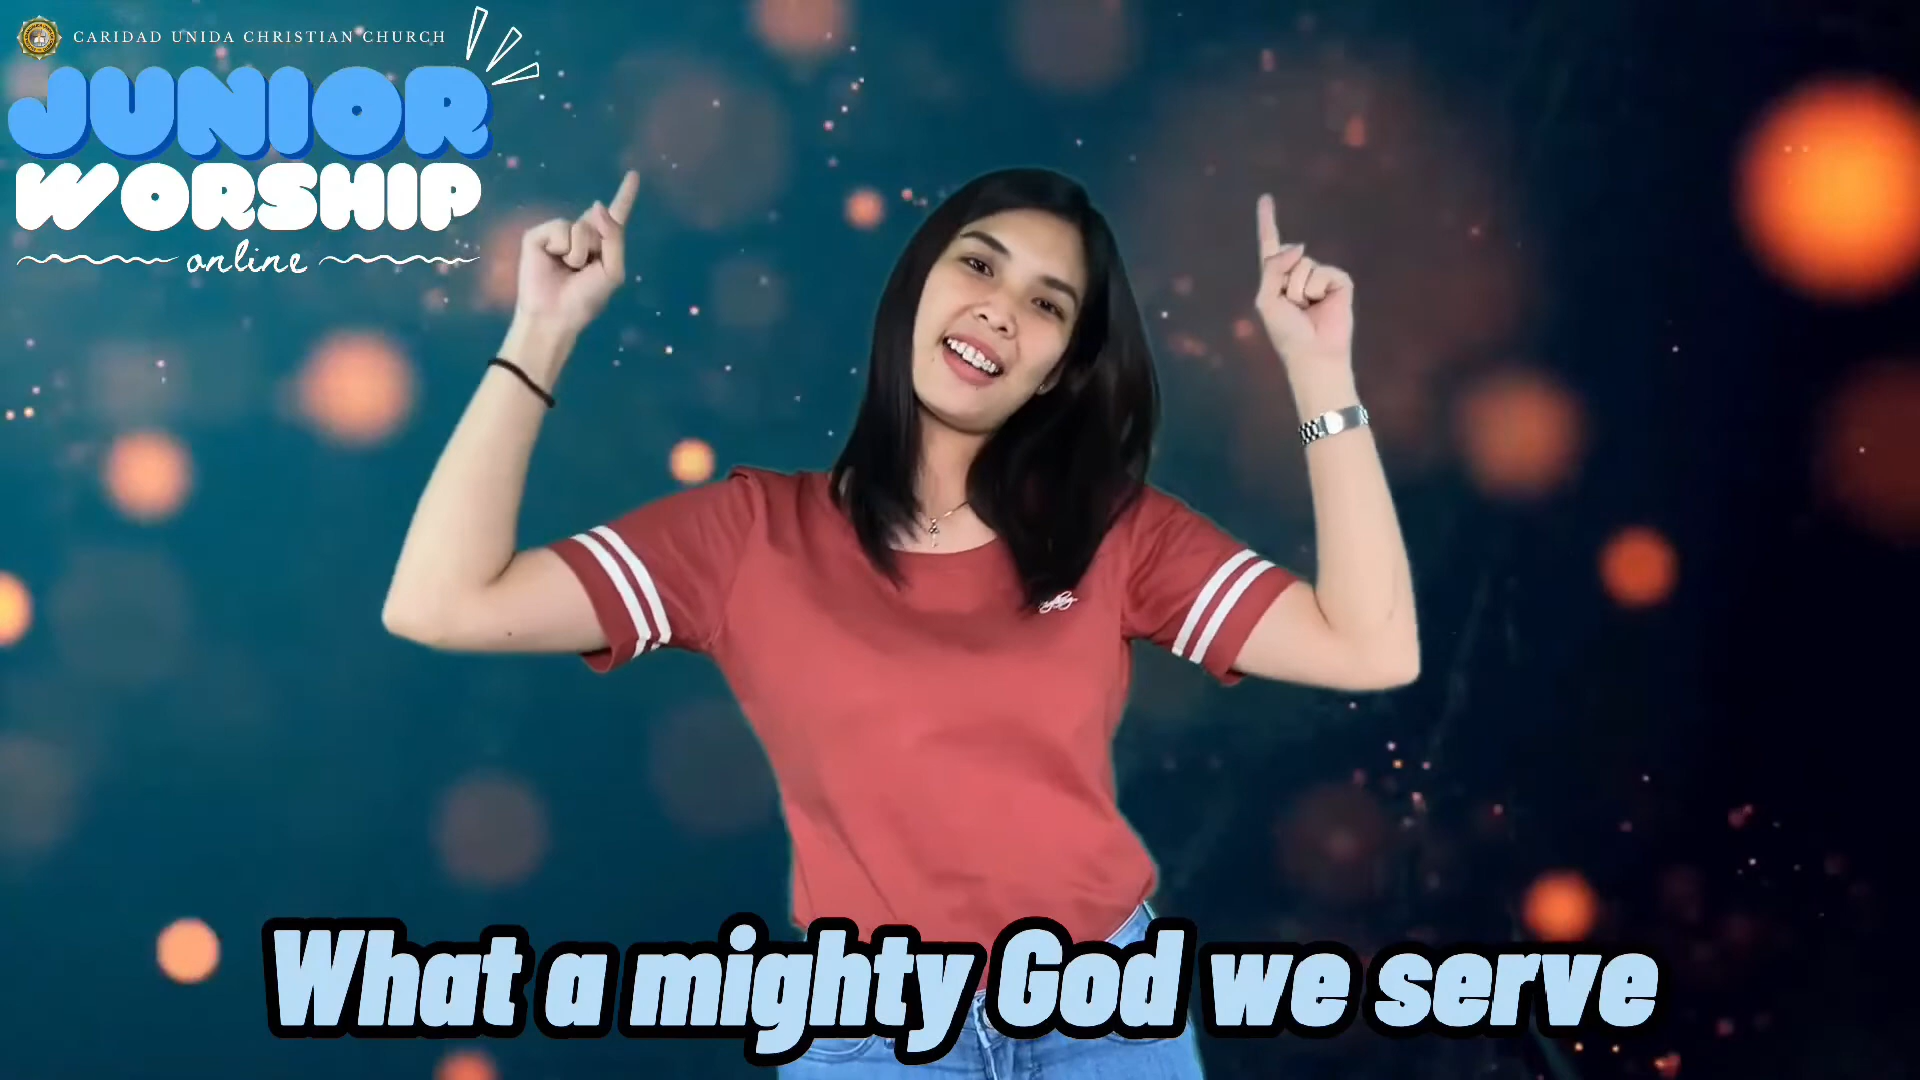 CARIDAD UNIDA CHRISTIAN CHURCH
JUNIOR
WORSHIP
online
What a mighty God we serve